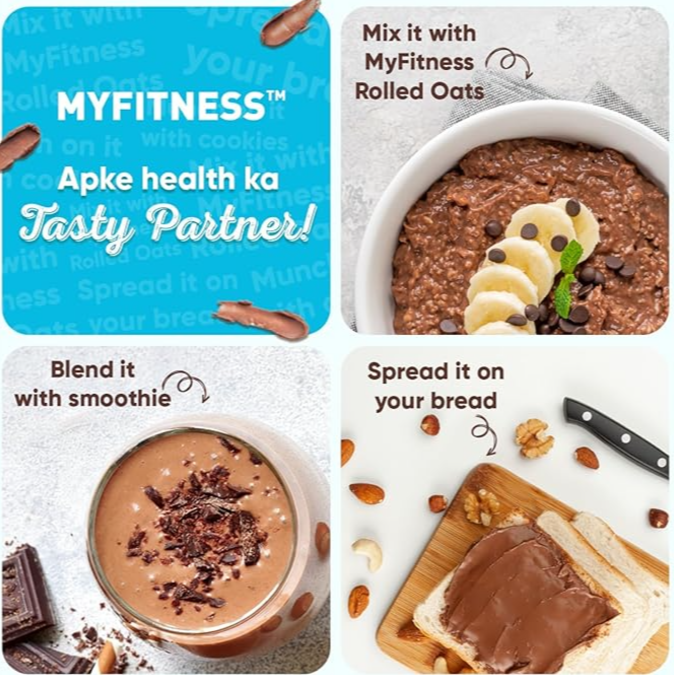 MYFITNESS™
Apke health ka
Tasty Partner!
Mix it with
MyFitness
Rolled Oats
Blend it
with smoothie
Spread it on
your bread